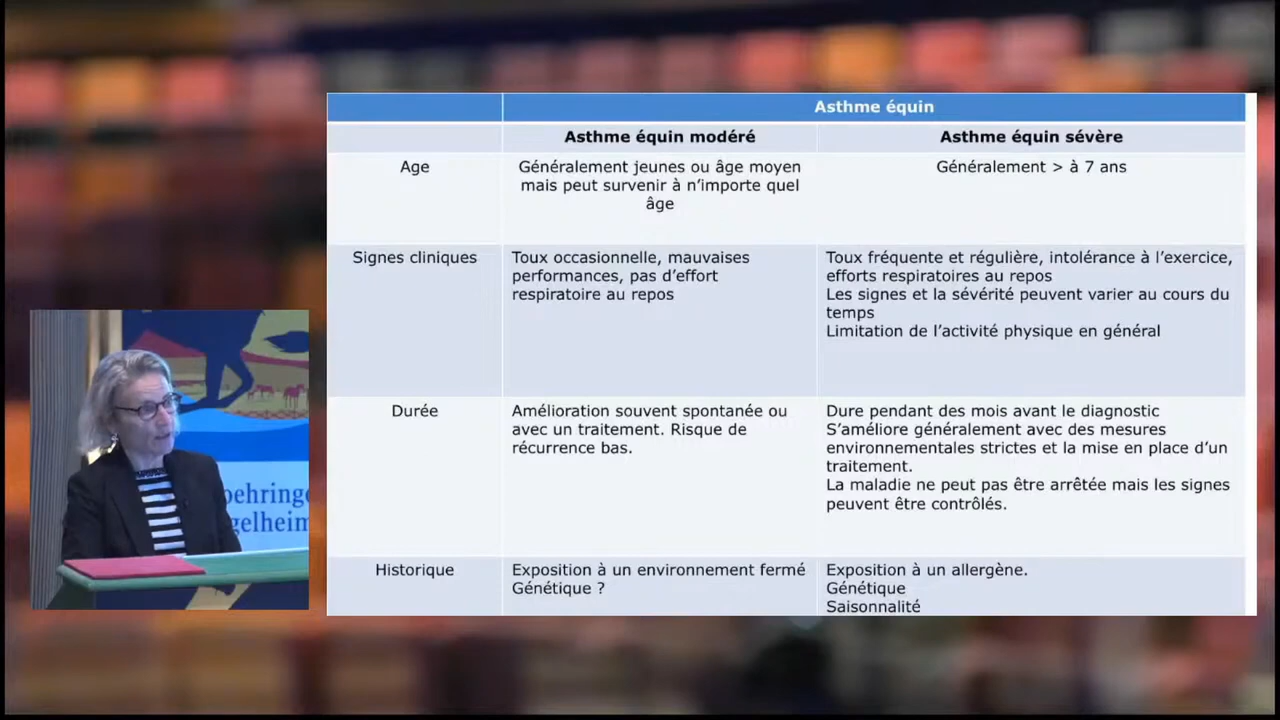 Asthme équin
Asthme équin modéré
Asthme équin sévère
Age
Généralement jeunes ou âge moyen
mais peut survenir à n'importe quel
âge
Généralement > à 7 ans
Signes cliniques
Toux occasionnelle, mauvaises
performances, pas d'effort
respiratoire au repos
Toux fréquente et régulière, intolérance à l'exercice,
efforts respiratoires au repos
Les signes et la sévérité peuvent varier au cours du
temps
Limitation de l'activité physique en général
Durée
Amélioration souvent spontanée ou
avec un traitement. Risque de
récurrence bas.
Dure pendant des mois avant le diagnostic
S'améliore généralement avec des mesures
environnementales strictes et la mise en place d'un
traitement.
La maladie ne peut pas être arrêtée mais les signes
peuvent être contrôlés.
Historique
Exposition à un environnement fermé
Génétique ?
Exposition à un allergène.
Génétique
Saisonnalité
oehringe
gelheim